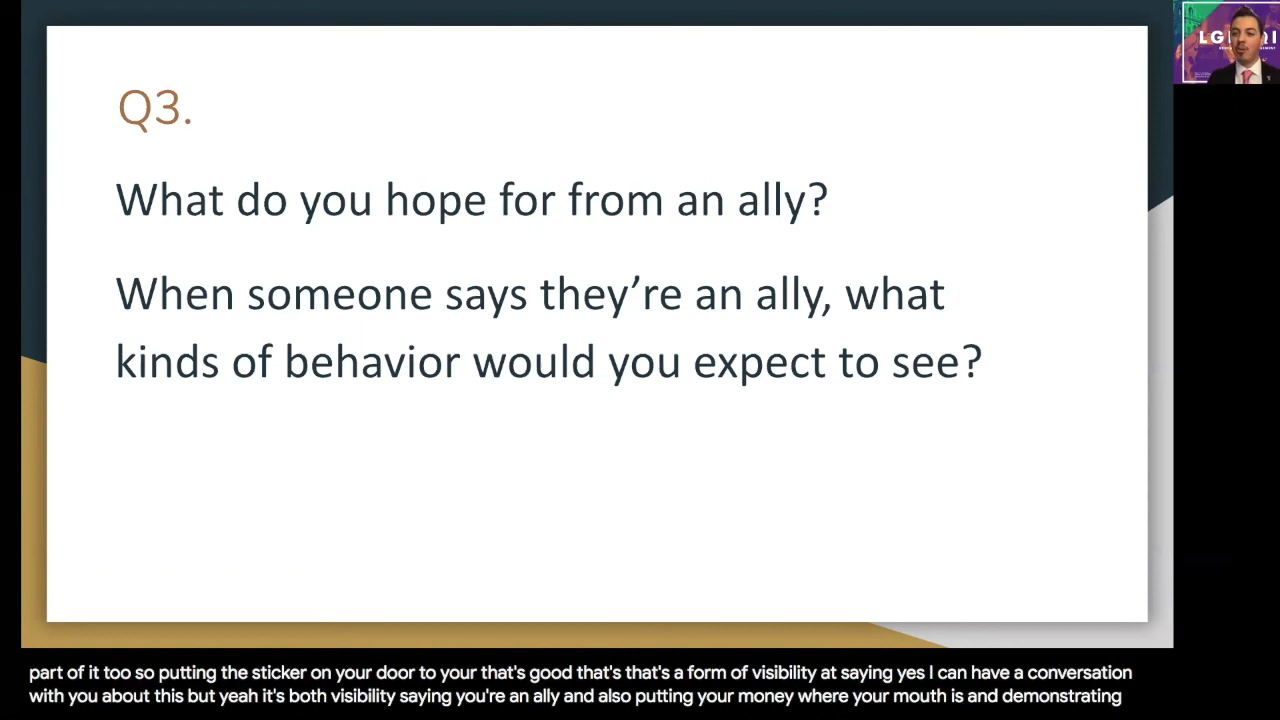 Q3.
What do you hope for from an ally?
When someone says they’re an ally, what
kinds of behavior would you expect to see?
part of it too so putting the sticker on your door to your that's good that's that's a form of visibility at saying yes I can have a conversation
with you about this but yeah it's both visibility saying you're an ally and also putting your money where your mouth is and demonstrating